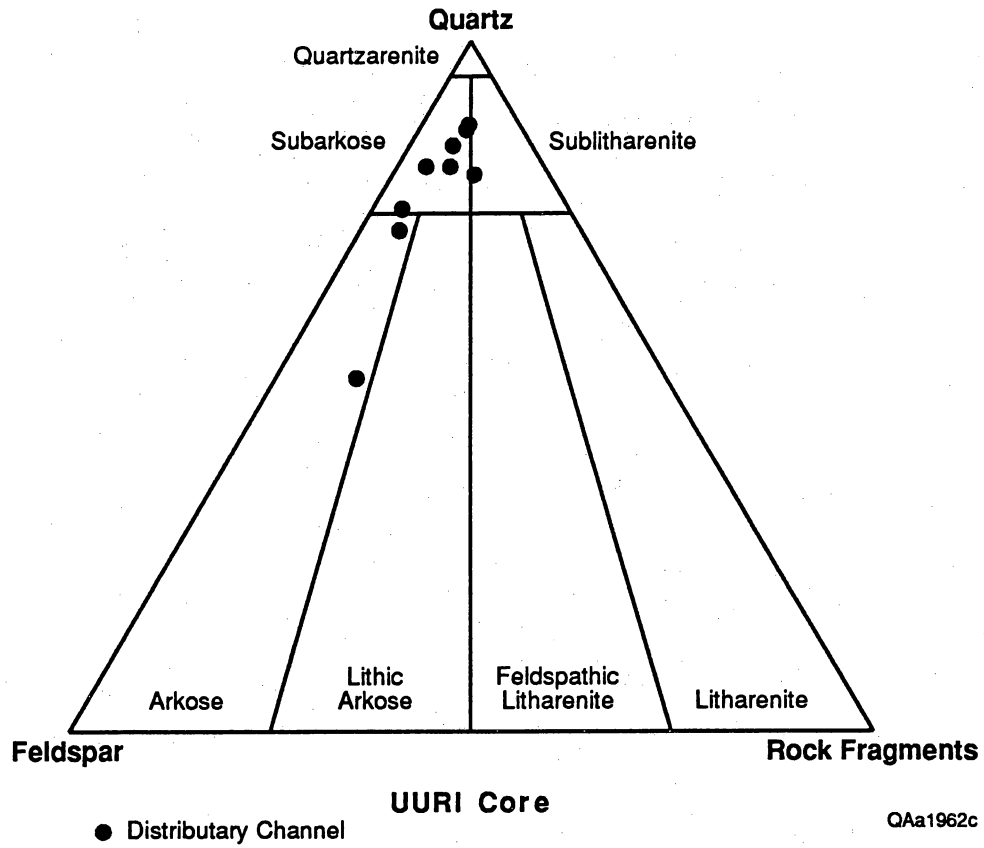 Quartz
Quartzarenite
Subarkose
Sublitharenite
Arkose
Lithic
Arkose
Feldspathic
Litharenite
Litharenite
Feldspar
Rock Fragments
UURI Core
Distributary Channel
QAa1962c